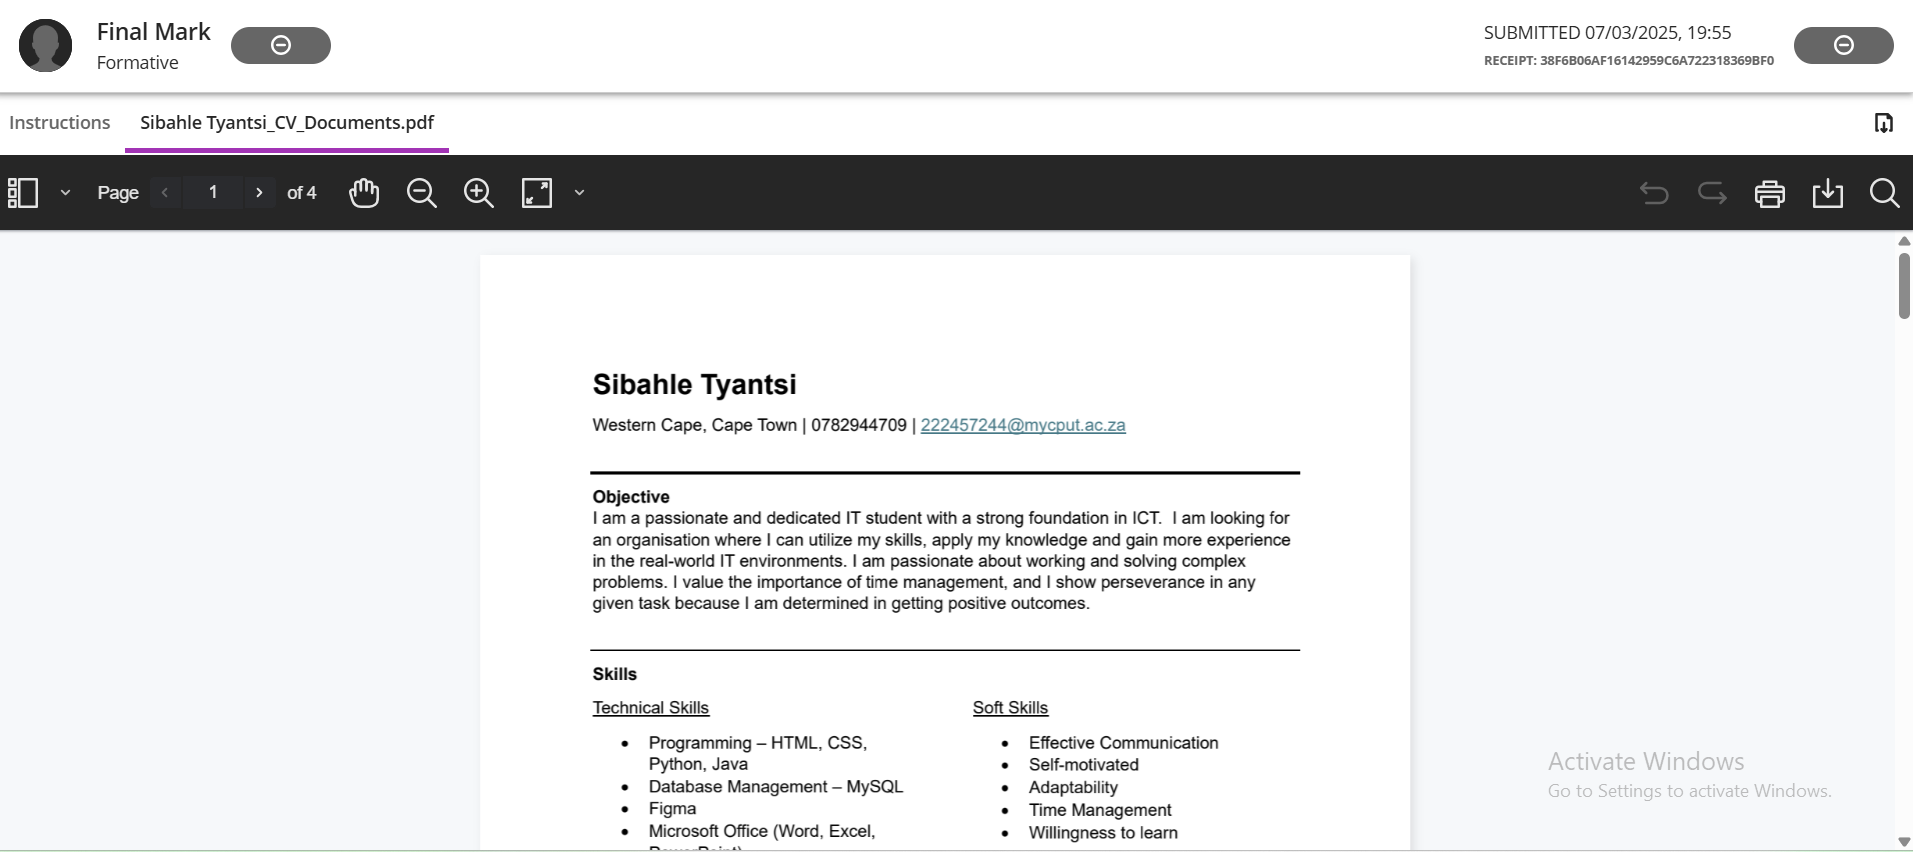 Final Mark
Formative
SUBMITTED 07/03/2025, 19:55
RECEIPT: 38F6B06AF16142959C6A722318369BF0
Instructions
Sibahle Tyantsi_CV_Documents.pdf
Page 1 of 4
Sibahle Tyantsi
Western Cape, Cape Town | 0782944709 | 222457244@mycput.ac.za
Objective
I am a passionate and dedicated IT student with a strong foundation in ICT.  I am looking for
an organisation where I can utilize my skills, apply my knowledge and gain more experience
in the real-world IT environments. I am passionate about working and solving complex
problems. I value the importance of time management, and I show perseverance in any
given task because I am determined in getting positive outcomes.
Skills
Technical Skills
• Programming – HTML, CSS,
Python, Java
• Database Management – MySQL
• Figma
• Microsoft Office (Word, Excel,
PowerPoint)
Soft Skills
• Effective Communication
• Self-motivated
• Adaptability
• Time Management
• Willingness to learn
Activate Windows
Go to Settings to activate Windows.